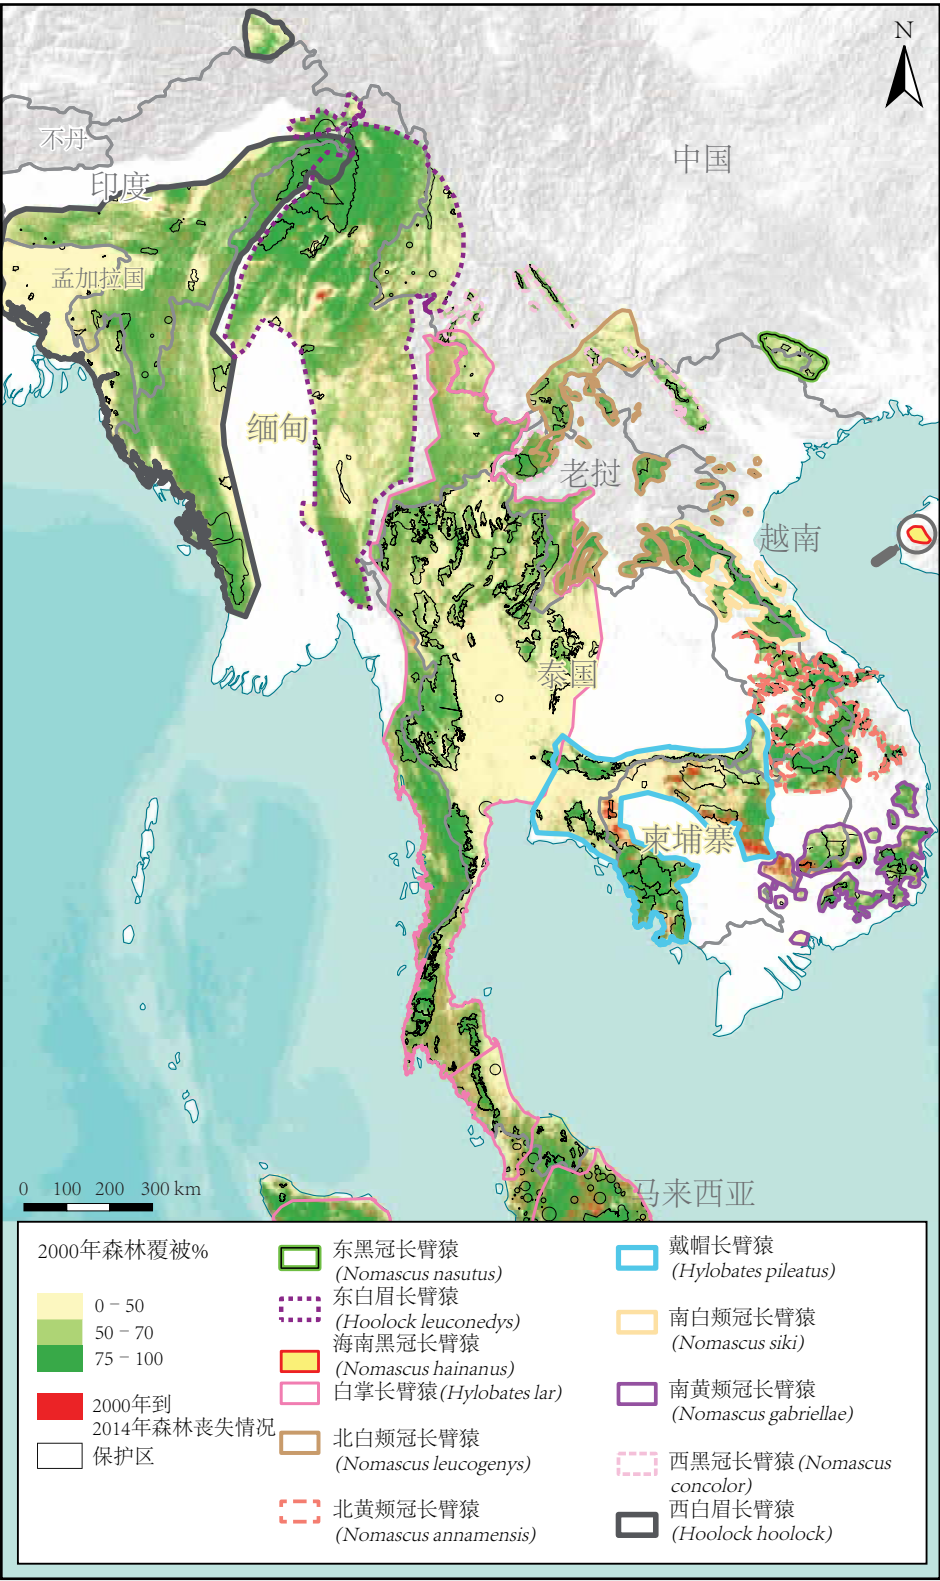 N
不丹
中国
印度
孟加拉国
缅甸
老挝
越南
泰国
柬埔寨
马来西亚
0 100 200 300 km
2000年森林覆被%
0 – 50
50 – 70
75 – 100
2000年到
2014年森林丧失情况
保护区
东黑冠长臂猿
(Nomascus nasutus)
东白眉长臂猿
(Hoolock leuconedys)
海南黑冠长臂猿
(Nomascus hainanus)
白掌长臂猿 (Hylobates lar)
北白颊冠长臂猿
(Nomascus leucogenys)
北黄颊冠长臂猿
(Nomascus annamensis)
戴帽长臂猿
(Hylobates pileatus)
南白颊冠长臂猿
(Nomascus siki)
南黄颊冠长臂猿
(Nomascus gabriellae)
西黑冠长臂猿 (Nomascus
concolor)
西白眉长臂猿
(Hoolock hoolock)